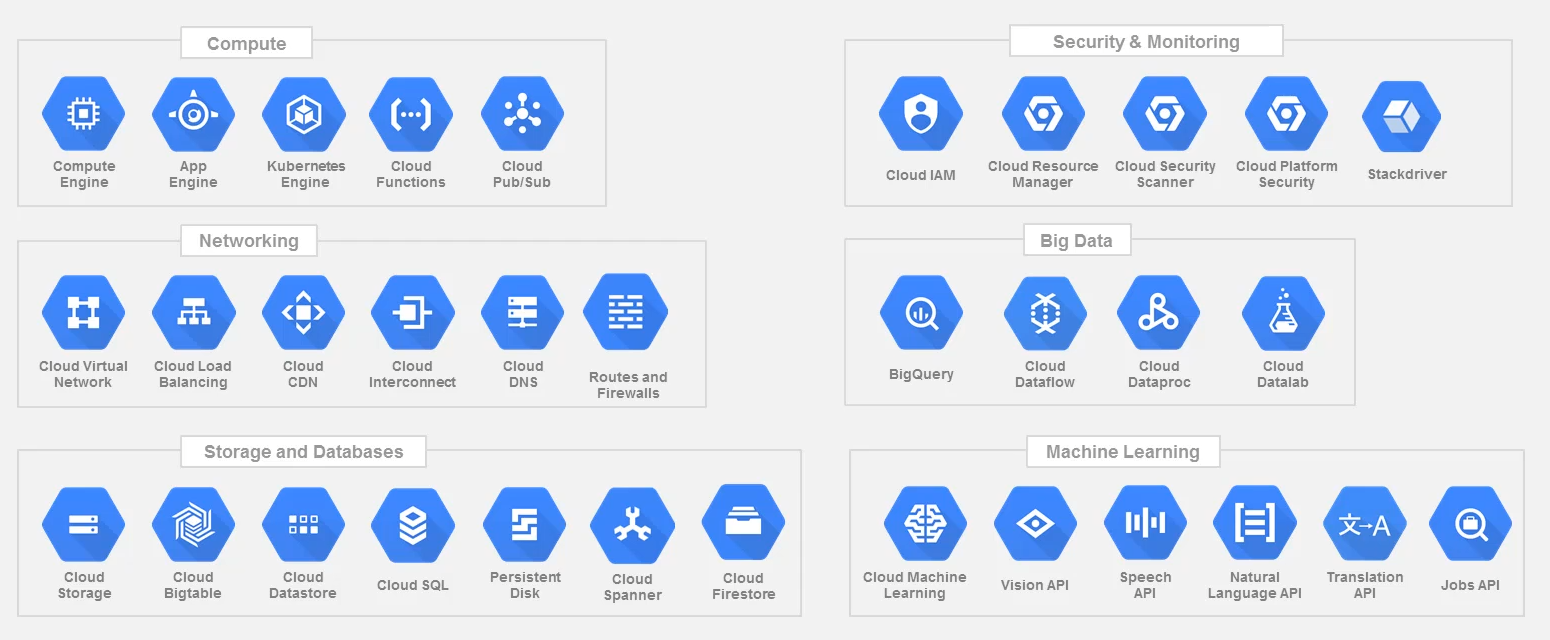 Compute
Compute
Engine
App
Engine
Kubernetes
Engine
Cloud
Functions
Cloud
Pub/Sub
Security & Monitoring
Cloud IAM
Cloud Resource
Manager
Cloud Security
Scanner
Cloud Platform
Security
Stackdriver
Networking
Cloud Virtual
Network
Cloud Load
Balancing
Cloud
CDN
Cloud
Interconnect
Cloud
DNS
Routes and
Firewalls
Big Data
BigQuery
Cloud
Dataflow
Cloud
Dataproc
Cloud
Datalab
Storage and Databases
Cloud
Storage
Cloud
Bigtable
Cloud
Datastore
Cloud SQL
Persistent
Disk
Cloud
Spanner
Cloud
Firestore
Machine Learning
Cloud Machine
Learning
Vision API
Speech
API
Natural
Language API
文→A
Translation
API
Jobs API